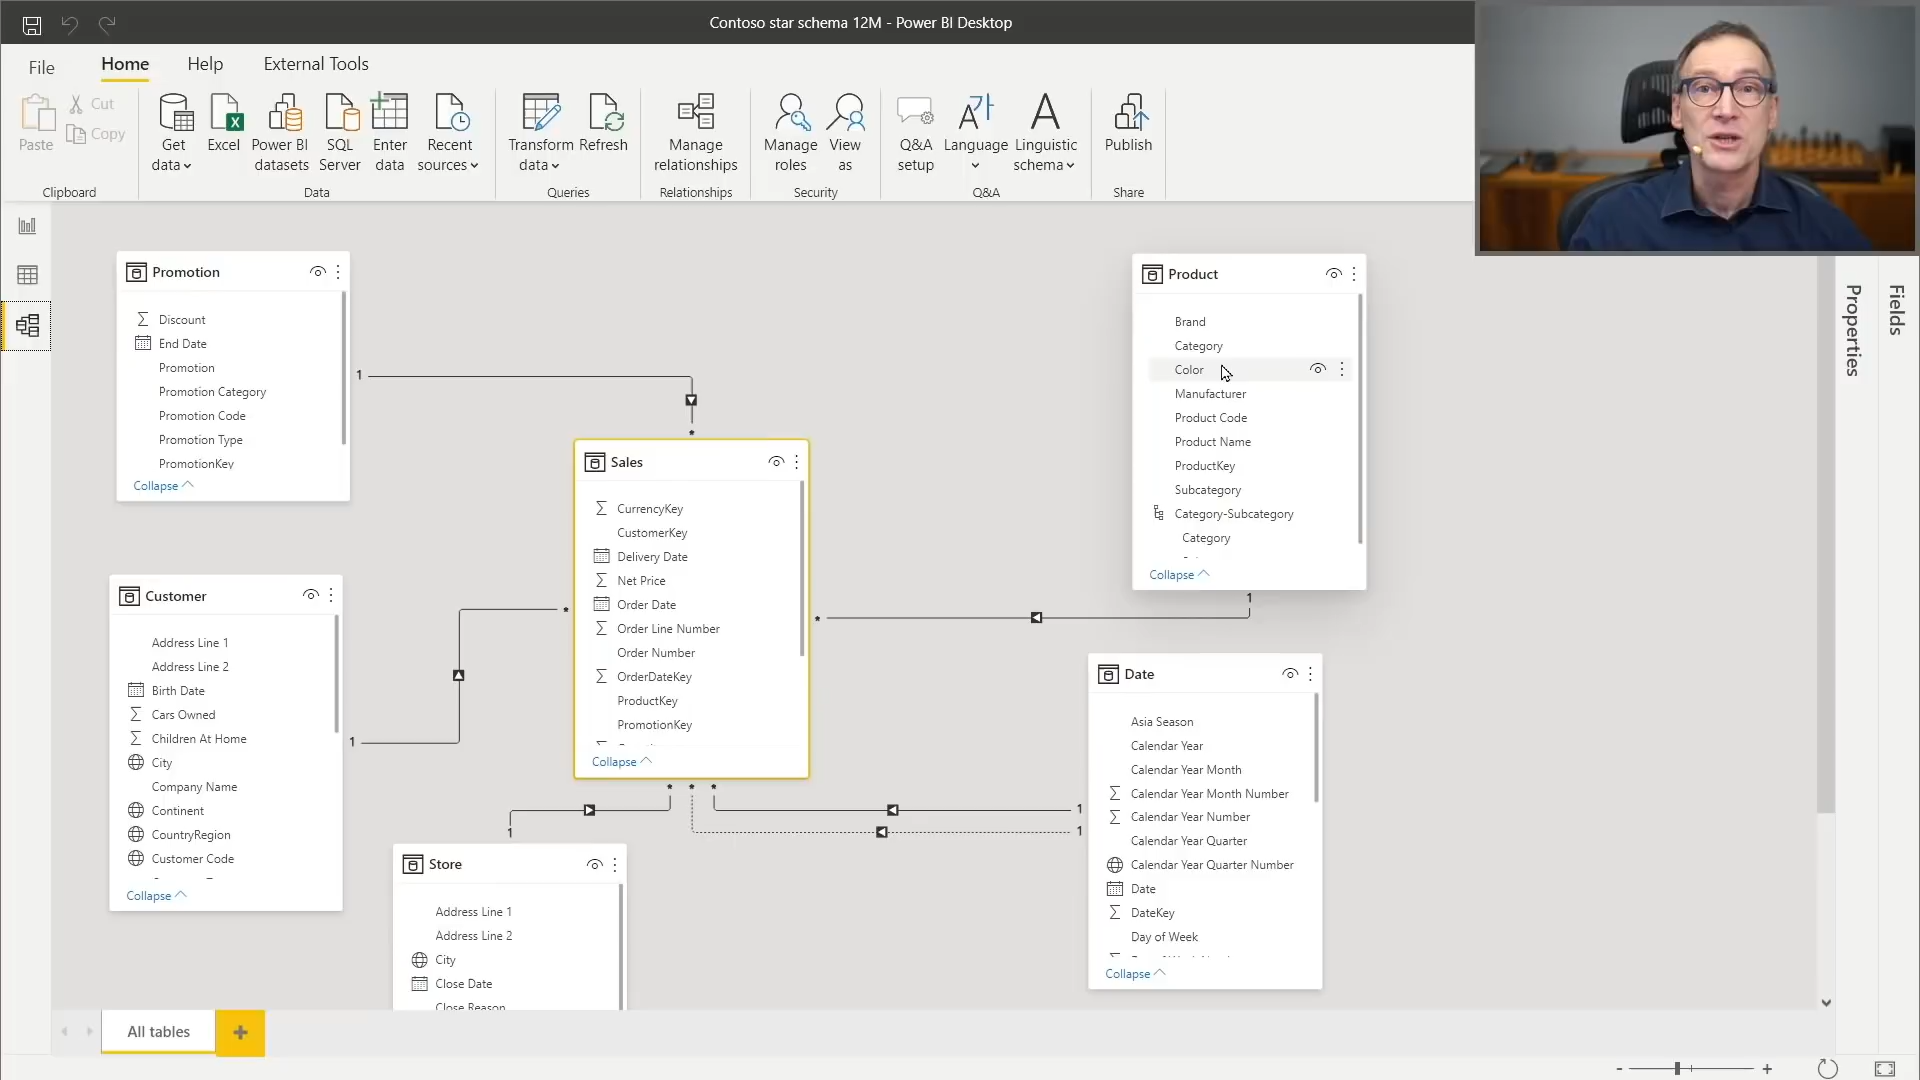 Contoso star schema 12M - Power BI Desktop
File
Home
Help
External Tools
Paste
Cut
Copy
Clipboard
Get
data
Excel
Power BI
datasets
SQL
Server
Enter
data
Recent
sources
Data
Transform
data
Refresh
Queries
Manage
relationships
Relationships
Manage
roles
View
as
Security
Q&A
setup
Language
Linguistic
schema
Q&A
Publish
Share
Promotion
Discount
End Date
Promotion
Promotion Category
Promotion Code
Promotion Type
PromotionKey
Collapse
1
*
Sales
CurrencyKey
CustomerKey
Delivery Date
Net Price
Order Date
Order Line Number
Order Number
OrderDateKey
ProductKey
PromotionKey
Collapse
Product
Brand
Category
Color
Manufacturer
Product Code
Product Name
ProductKey
Subcategory
Category-Subcategory
Category
Collapse
1
*
Customer
Address Line 1
Address Line 2
Birth Date
Cars Owned
Children At Home
City
Company Name
Continent
CountryRegion
Customer Code
Collapse
1
*
* * *
1
1
1
Store
Address Line 1
Address Line 2
City
Close Date
Close Reason
Date
Asia Season
Calendar Year
Calendar Year Month
Calendar Year Month Number
Calendar Year Number
Calendar Year Quarter
Calendar Year Quarter Number
Date
DateKey
Day of Week
Collapse
Properties
Fields
All tables
+
- +